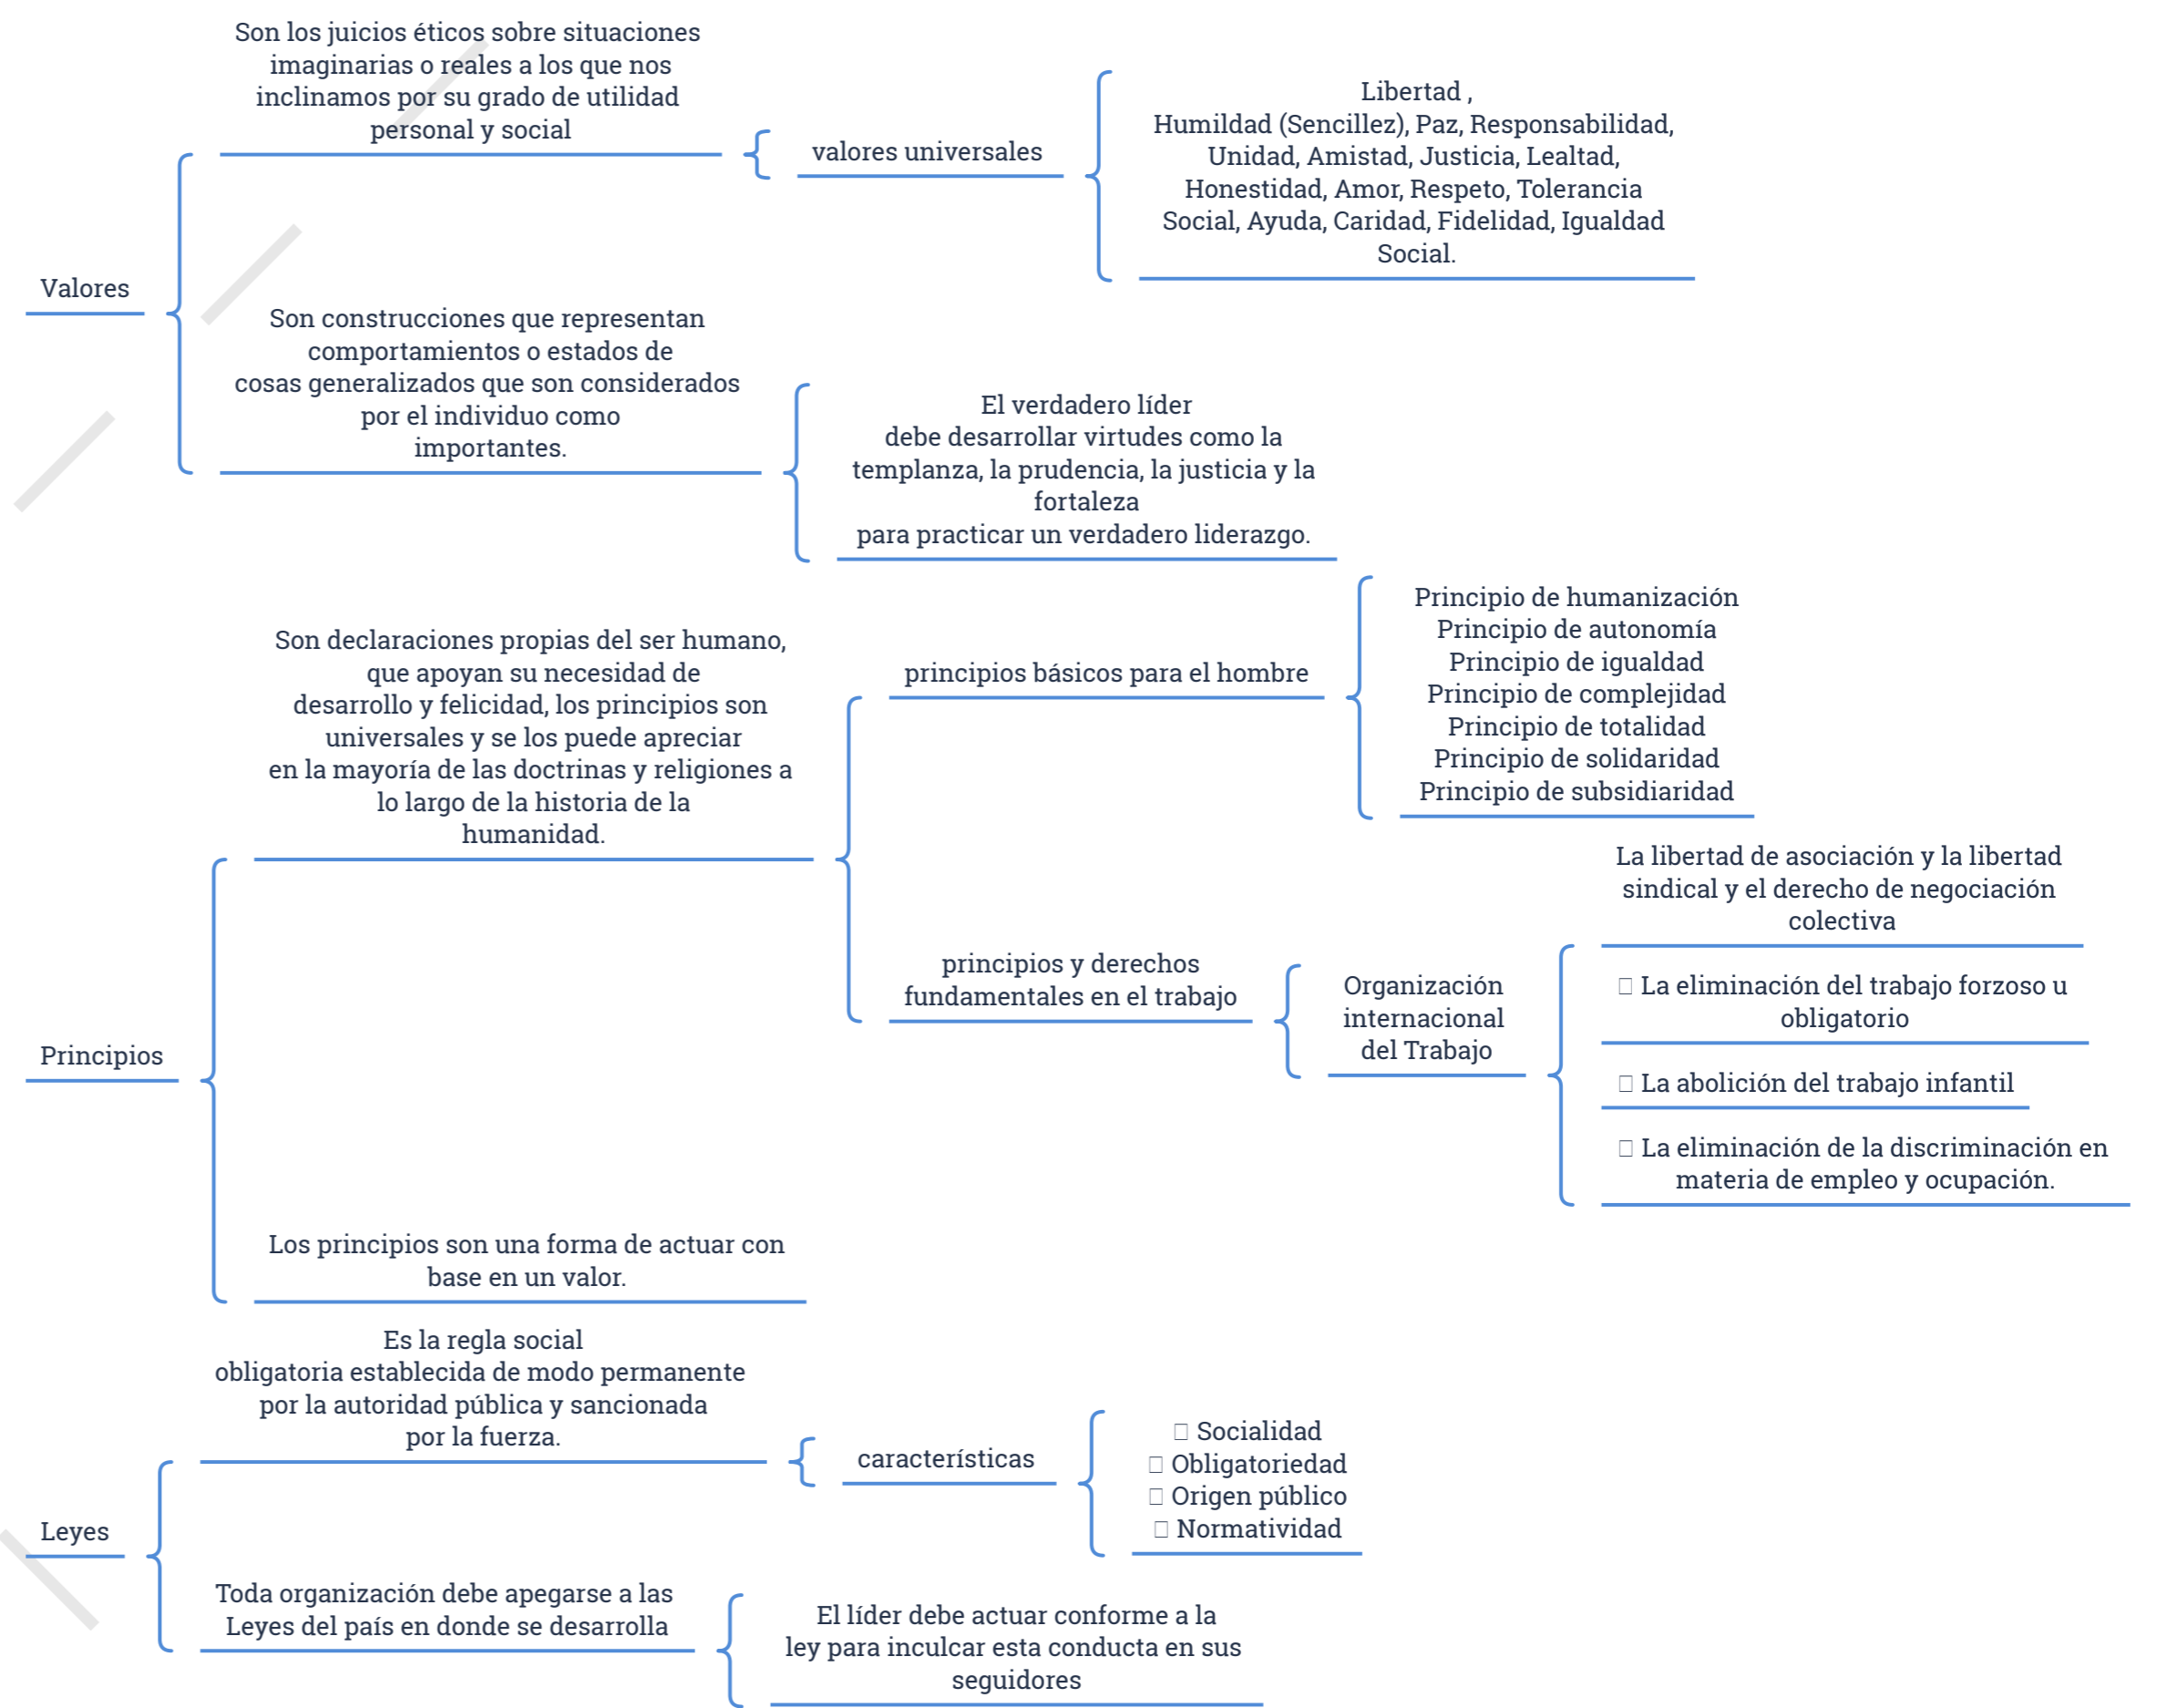 Son los juicios éticos sobre situaciones
imaginarias o reales a los que nos
inclinamos por su grado de utilidad
personal y social
valores universales
Libertad ,
Humildad (Sencillez), Paz, Responsabilidad,
Unidad, Amistad, Justicia, Lealtad,
Honestidad, Amor, Respeto, Tolerancia
Social, Ayuda, Caridad, Fidelidad, Igualdad
Social.
Valores
Son construcciones que representan
comportamientos o estados de
cosas generalizados que son considerados
por el individuo como
importantes.
El verdadero líder
debe desarrollar virtudes como la
templanza, la prudencia, la justicia y la
fortaleza
para practicar un verdadero liderazgo.
Son declaraciones propias del ser humano,
que apoyan su necesidad de
desarrollo y felicidad, los principios son
universales y se los puede apreciar
en la mayoría de las doctrinas y religiones a
lo largo de la historia de la
humanidad.
principios básicos para el hombre
Principio de humanización
Principio de autonomía
Principio de igualdad
Principio de complejidad
Principio de totalidad
Principio de solidaridad
Principio de subsidiaridad
principios y derechos
fundamentales en el trabajo
Organización
internacional
del Trabajo
La libertad de asociación y la libertad
sindical y el derecho de negociación
colectiva
La eliminación del trabajo forzoso u
obligatorio
La abolición del trabajo infantil
La eliminación de la discriminación en
materia de empleo y ocupación.
Principios
Los principios son una forma de actuar con
base en un valor.
Es la regla social
obligatoria establecida de modo permanente
por la autoridad pública y sancionada
por la fuerza.
características
Socialidad
Obligatoriedad
Origen público
Normatividad
Leyes
Toda organización debe apegarse a las
Leyes del país en donde se desarrolla
El líder debe actuar conforme a la
ley para inculcar esta conducta en sus
seguidores